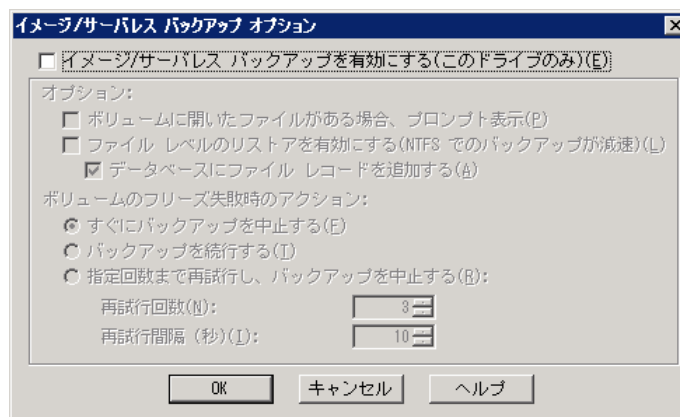 イメージ/サーバレス バックアップ オプション
イメージ/サーバレス バックアップを有効にする(このドライブのみ)(E)
オプション:
ボリュームに開いたファイルがある場合、プロンプト表示(P)
ファイル レベルのリストアを有効にする(NTFS でのバックアップが減速)(L)
データベースにファイル レコードを追加する(A)
ボリュームのフリーズ失敗時のアクション:
すぐにバックアップを中止する(F)
バックアップを続行する(T)
指定回数まで再試行し、バックアップを中止する(R):
再試行回数(N): 3
再試行間隔 (秒)(I): 10
OK キャンセル ヘルプ